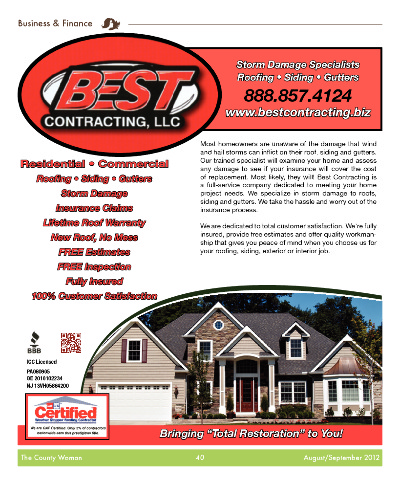 Business & Finance
BEST
CONTRACTING, LLC
Storm Damage Specialists
Roofing • Siding • Gutters
888.857.4124
www.bestcontracting.biz
Residential • Commercial
Roofing • Siding • Gutters
Storm Damage
Insurance Claims
Lifetime Roof Warranty
New Roof, No Mess
FREE Estimates
FREE Inspection
Fully Insured
100% Customer Satisfaction
Most homeowners are unaware of the damage that wind
and hail storms can inflict on their roof, siding and gutters.
Our trained specialist will examine your home and assess
any damage to see if your insurance will cover the cost
of replacement. Most likely, they will! Best Contracting is
a full-service company dedicated to meeting your home
project needs. We specialize in storm damage to roofs,
siding and gutters. We take the hassle and worry out of the
insurance process.
We are dedicated to total customer satisfaction. We're fully
insured, provide free estimates and offer quality workman-
ship that gives you peace of mind when you choose us for
your roofing, siding, exterior or interior job.
BBB
ICC Licensed
PA069905
DE 2010102234
NJ 13VH05864200
Certified
We are GAF Certified. Only 3% of contractors
nationwide earn this prestigious title.
Bringing "Total Restoration" to You!
The County Woman
40
August/September 2012